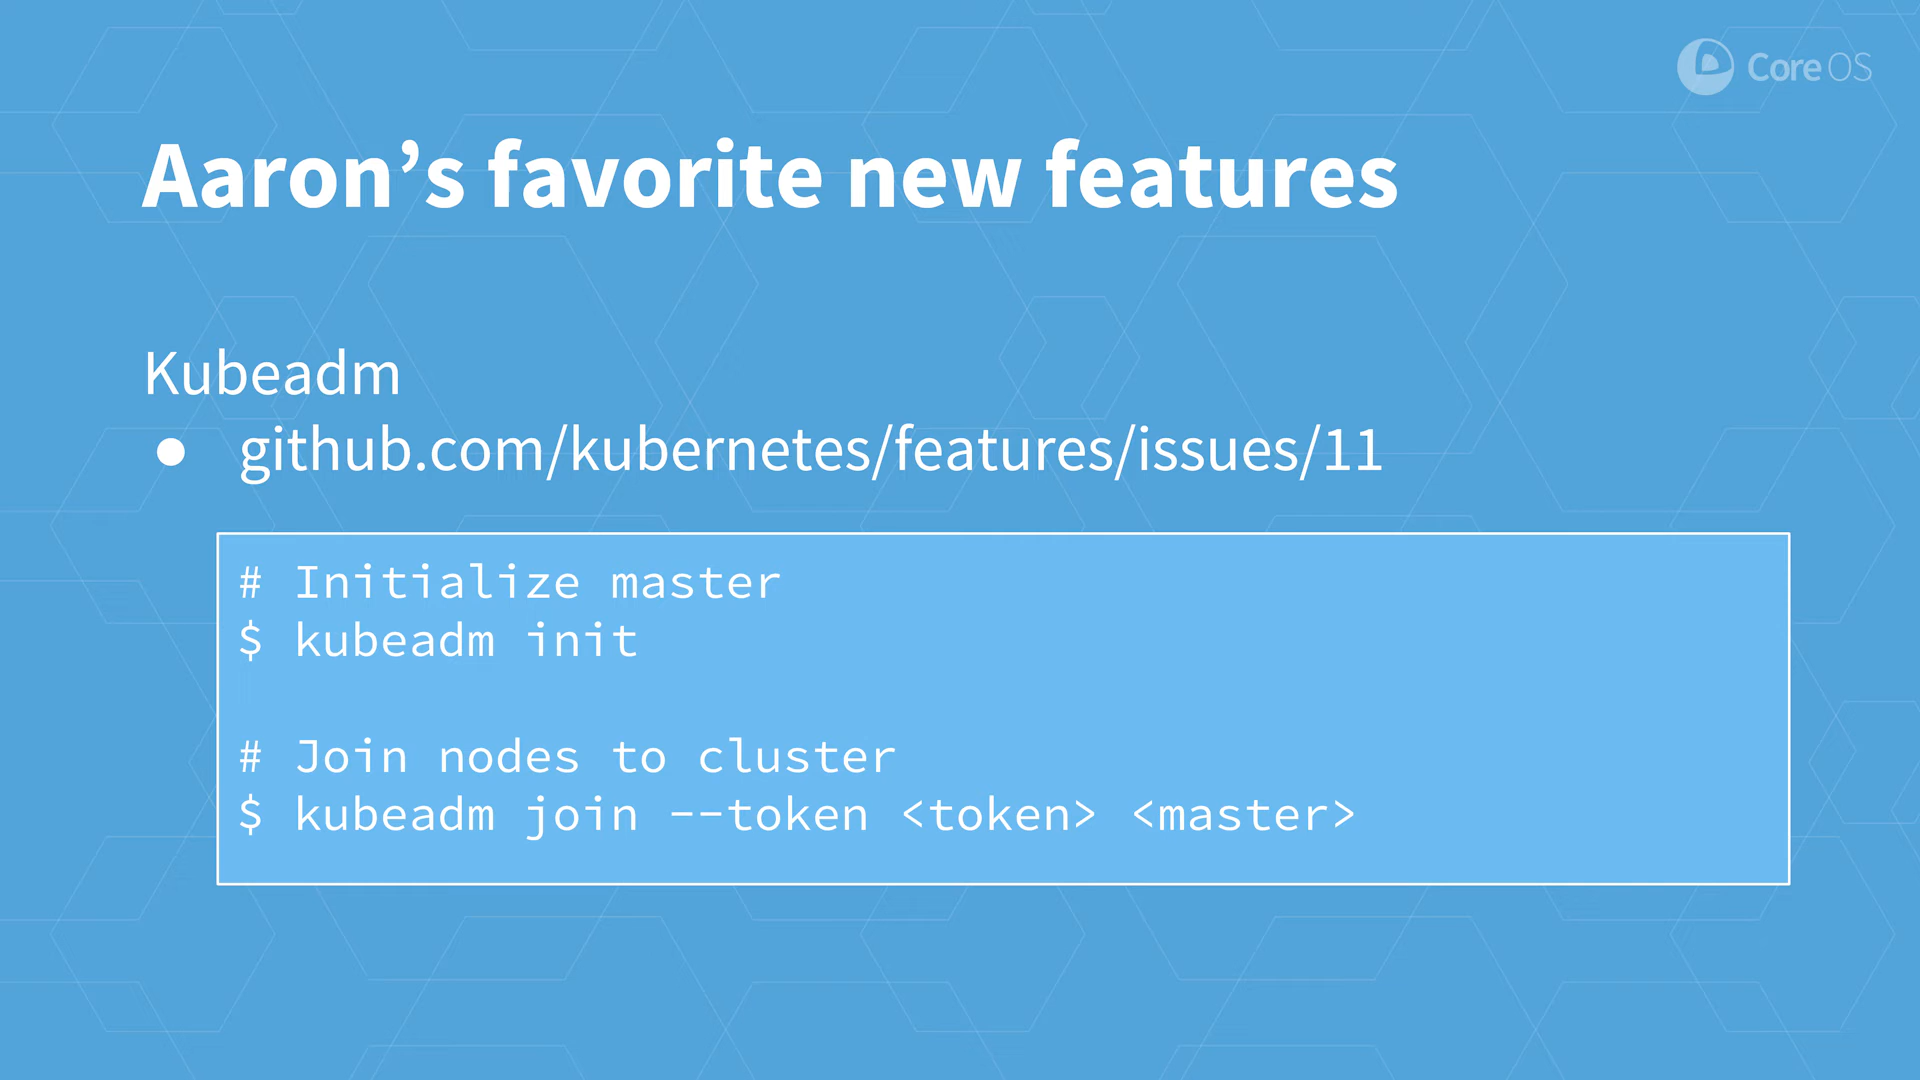 CoreOS
Aaron’s favorite new features
Kubeadm
● github.com/kubernetes/features/issues/11
# Initialize master
$ kubeadm init
# Join nodes to cluster
$ kubeadm join --token <token> <master>